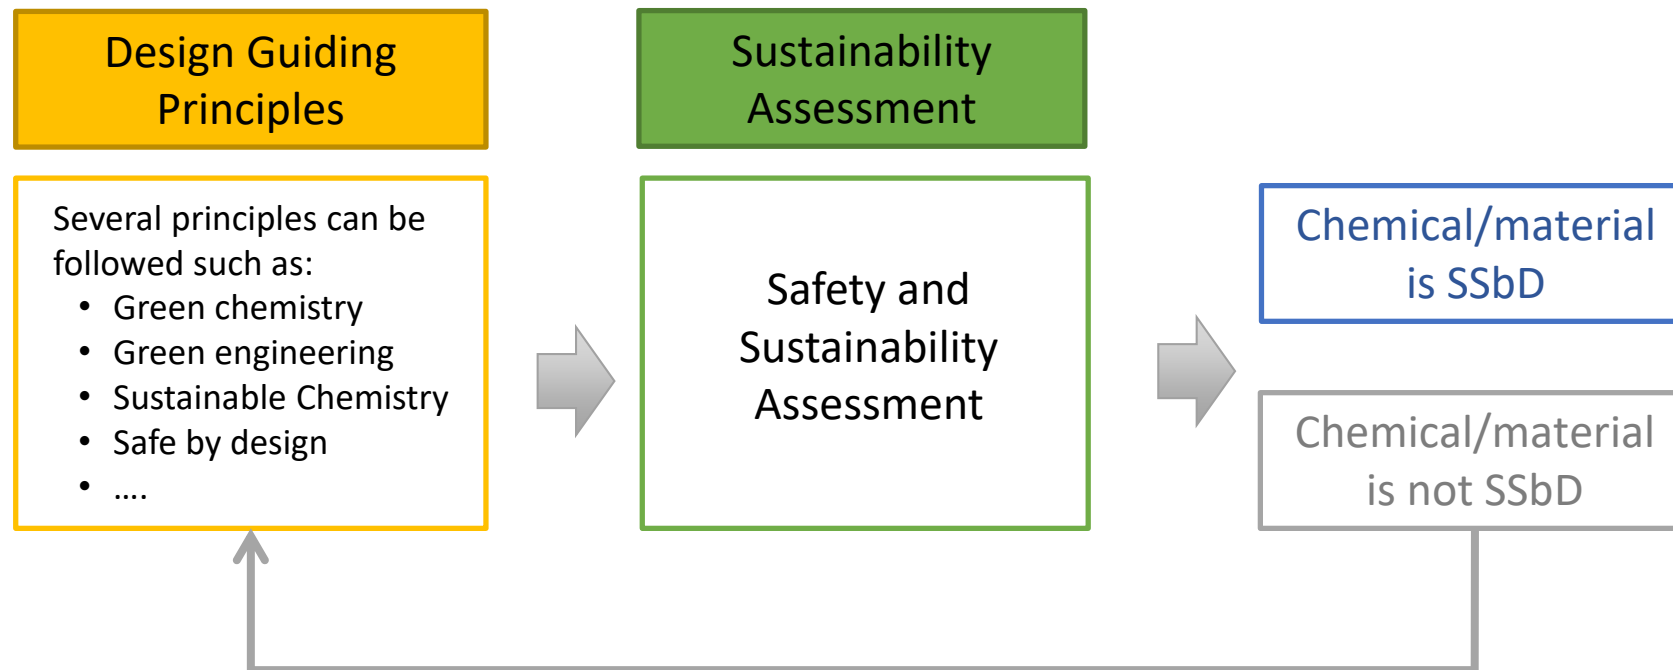 Design Guiding
Principles
Sustainability
Assessment
Several principles can be
followed such as:
• Green chemistry
• Green engineering
• Sustainable Chemistry
• Safe by design
• ....
Safety and
Sustainability
Assessment
Chemical/material
is SSbD
Chemical/material
is not SSbD